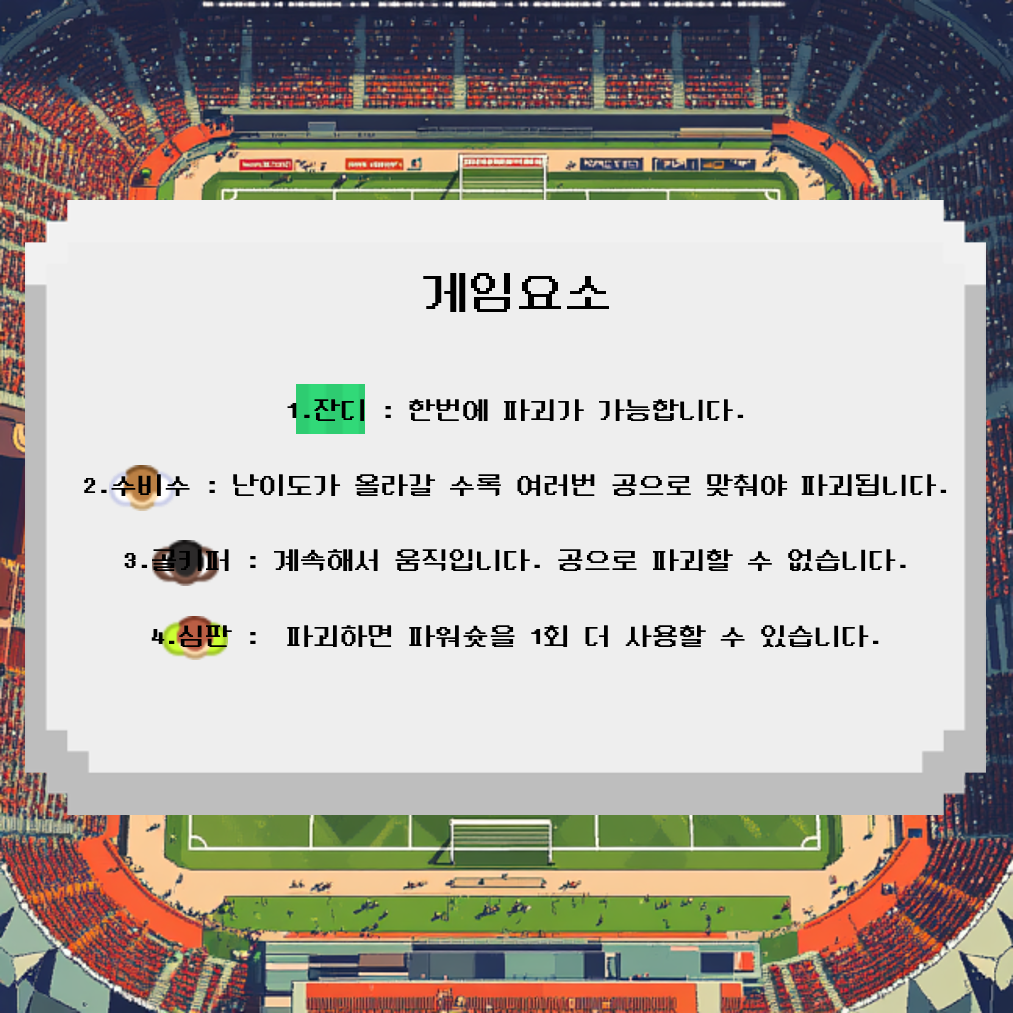 게임요소
1.잔디 : 한번에 파괴가 가능합니다.
2.수비수 : 난이도가 올라갈 수록 여러번 공으로 맞춰야 파괴됩니다.
3.골키퍼 : 계속해서 움직입니다. 공으로 파괴할 수 없습니다.
4.심판 : 파괴하면 파워슛을 1회 더 사용할 수 있습니다.